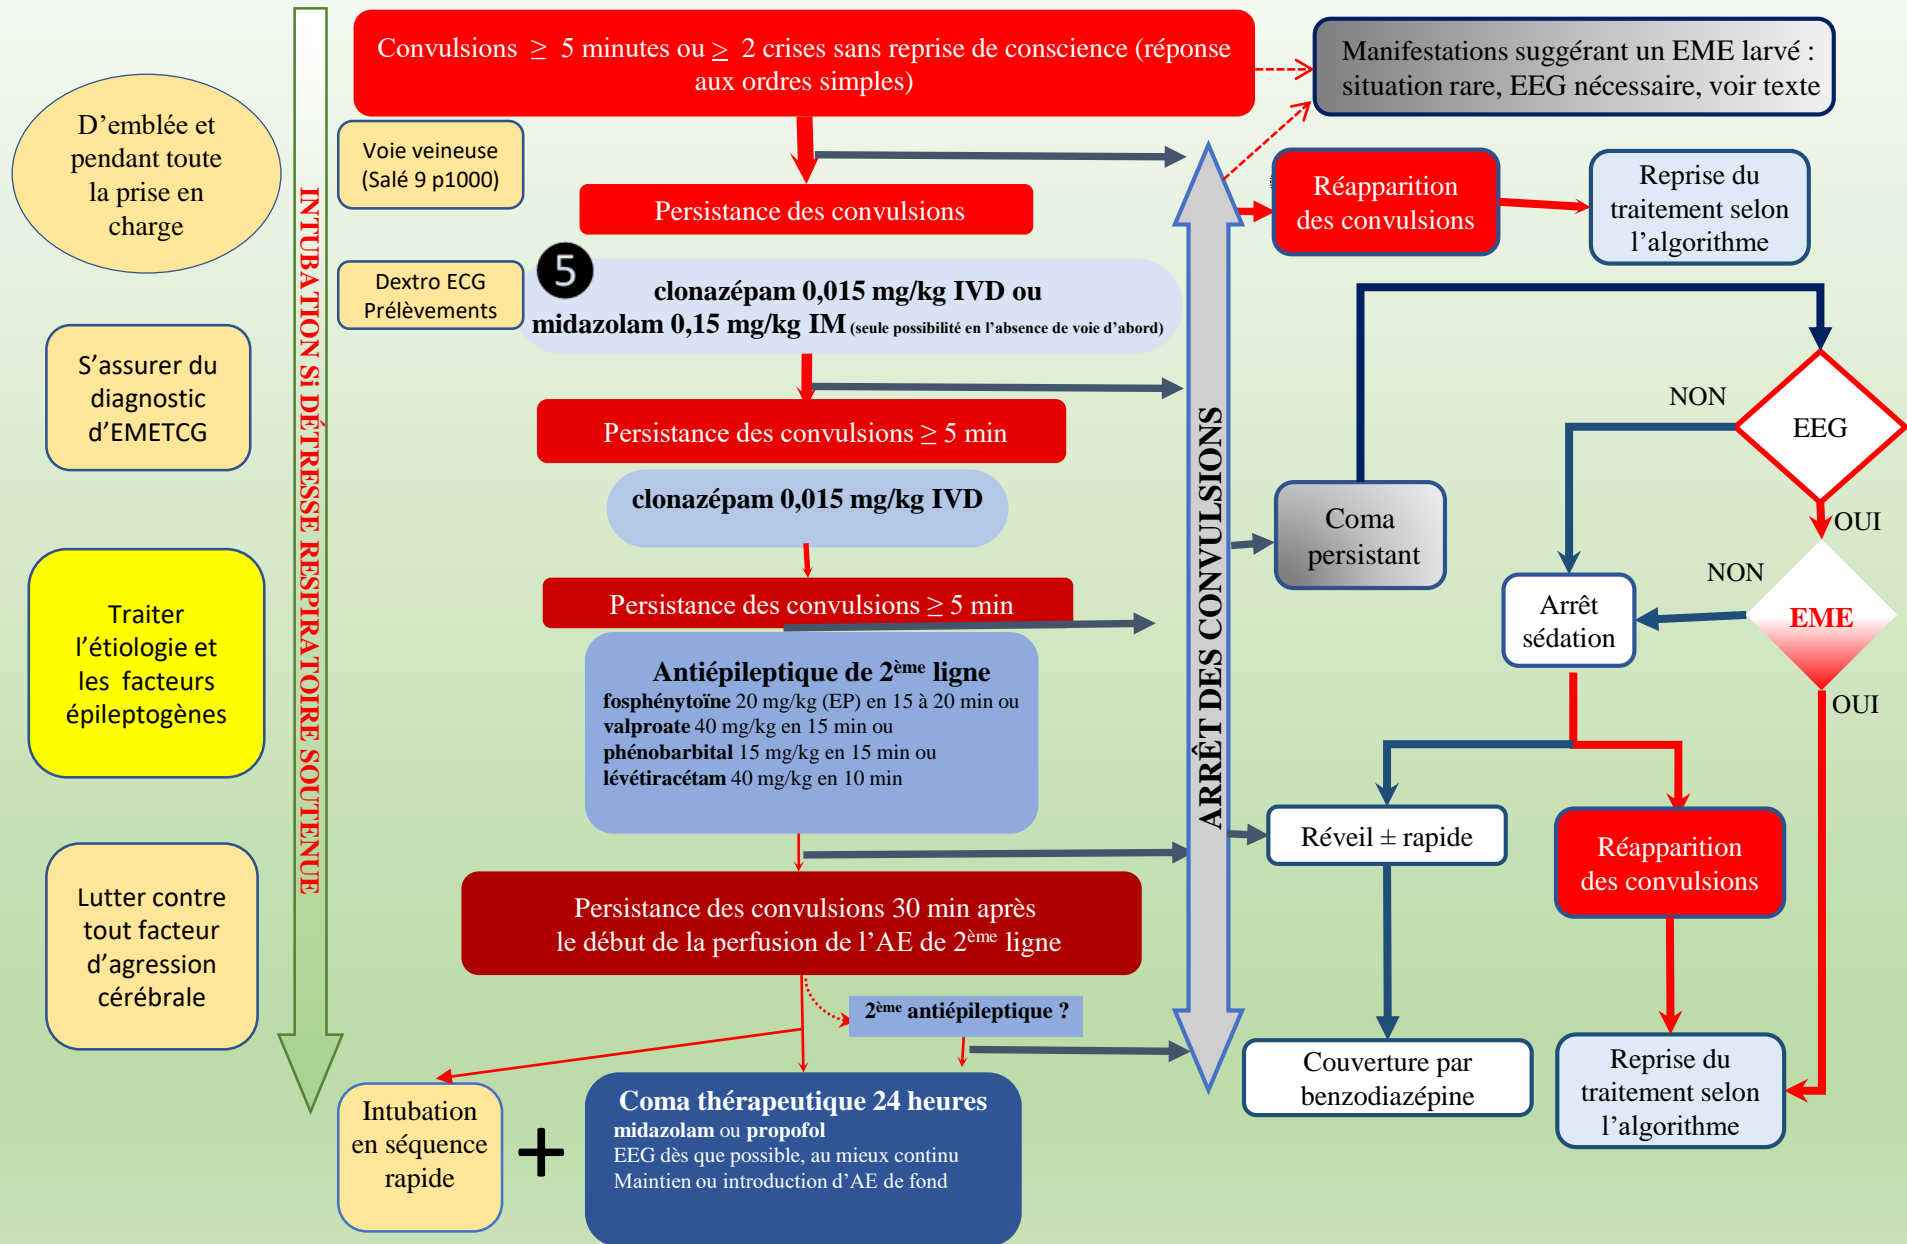 Convulsions ≥ 5 minutes ou ≥ 2 crises sans reprise de conscience (réponse
aux ordres simples)
Manifestations suggérant un EME larvé :
situation rare, EEG nécessaire, voir texte
D'emblée et
pendant toute
la prise en
charge
Voie veineuse
(Salé 9 p1000)
Persistance des convulsions
Réapparition
des convulsions
Reprise du
traitement selon
l'algorithme
Dextro ECG
Prélèvements
5
clonazépam 0,015 mg/kg IVD ou
midazolam 0,15 mg/kg IM (seule possibilité en l'absence de voie d'abord)
INTUBATION Si DÉTRESSE RESPIRATOIRE SOUTENUE
S'assurer du
diagnostic
d'EMETCG
Persistance des convulsions ≥ 5 min
clonazépam 0,015 mg/kg IVD
ARRÊT DES CONVULSIONS
NON
EEG
OUI
Coma
persistant
NON
EME
OUI
Arrêt
sédation
Traiter
l'étiologie et
les facteurs
épileptogènes
Persistance des convulsions ≥ 5 min
Antiépileptique de 2ème ligne
fosphénytoïne 20 mg/kg (EP) en 15 à 20 min ou
valproate 40 mg/kg en 15 min ou
phénobarbital 15 mg/kg en 15 min ou
lévétiracétam 40 mg/kg en 10 min
Réveil ± rapide
Réapparition
des convulsions
Lutter contre
tout facteur
d'agression
cérébrale
Persistance des convulsions 30 min après
le début de la perfusion de l'AE de 2ème ligne
2ème antiépileptique ?
Couverture par
benzodiazépine
Reprise du
traitement selon
l'algorithme
Intubation
en séquence
rapide
+
Coma thérapeutique 24 heures
midazolam ou propofol
EEG dès que possible, au mieux continu
Maintien ou introduction d'AE de fond